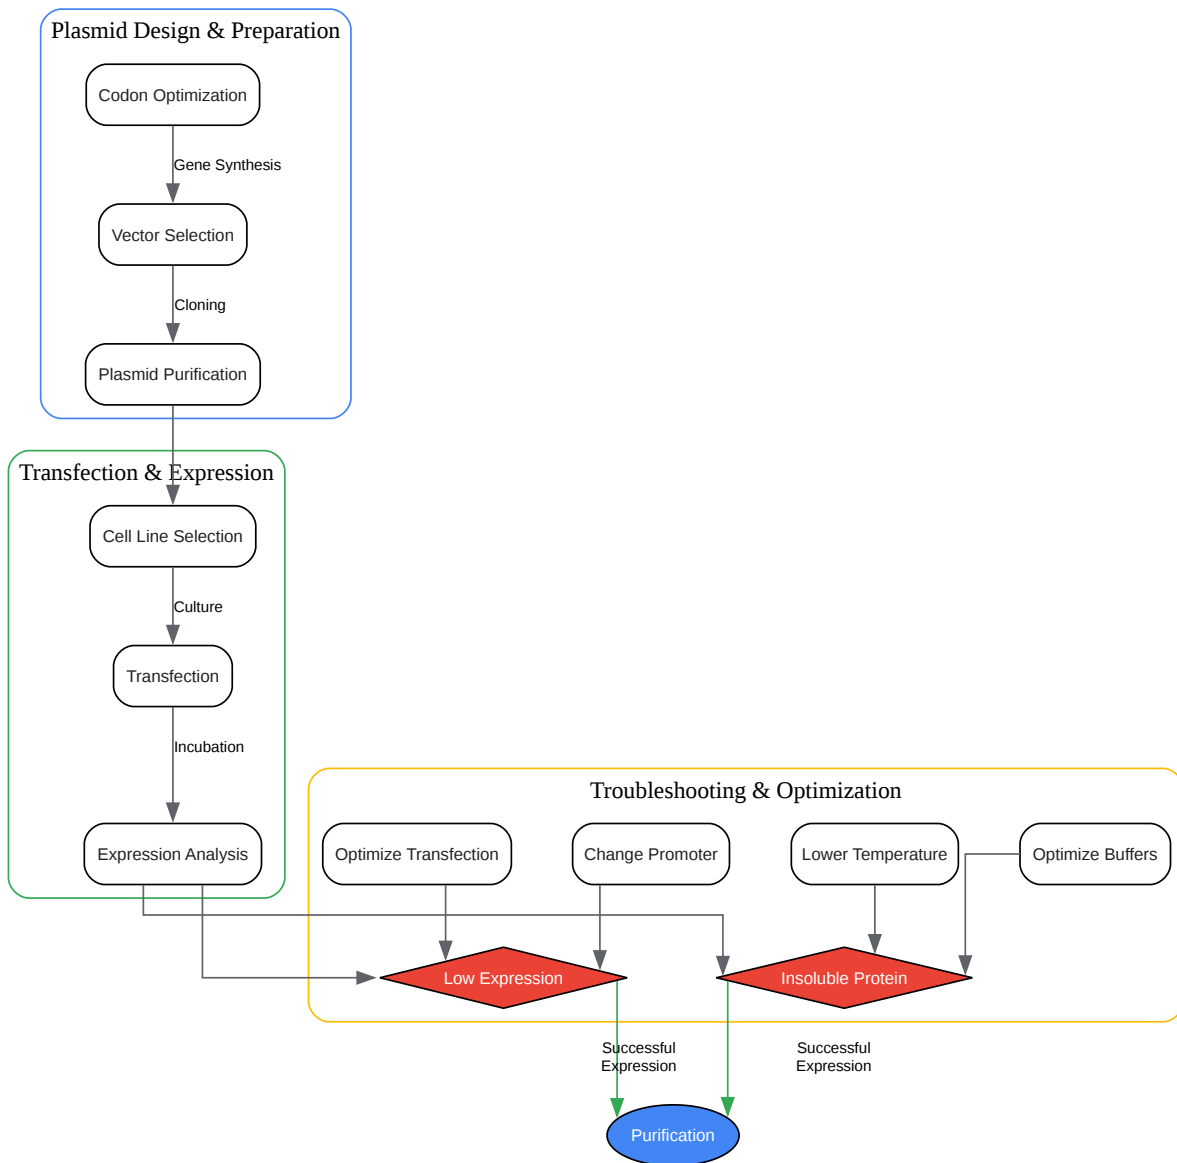 Plasmid Design & Preparation
Codon Optimization
Gene Synthesis
Vector Selection
Cloning
Plasmid Purification
Transfection & Expression
Cell Line Selection
Culture
Transfection
Incubation
Expression Analysis
Troubleshooting & Optimization
Optimize Transfection
Change Promoter
Lower Temperature
Optimize Buffers
Low Expression
Insoluble Protein
Successful
Expression
Successful
Expression
Purification